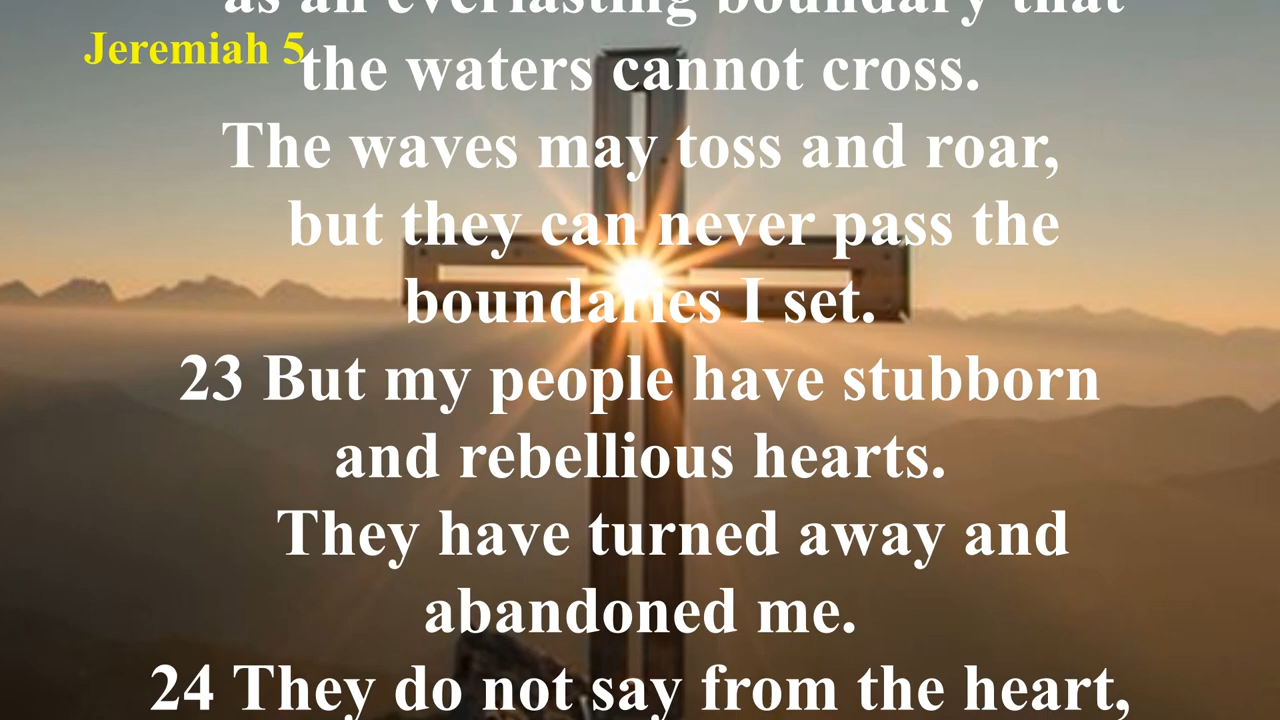 as an everlasting boundary that
Jeremiah 5
the waters cannot cross.
The waves may toss and roar,
but they can never pass the
boundaries I set.
23 But my people have stubborn
and rebellious hearts.
They have turned away and
abandoned me.
24 They do not say from the heart,